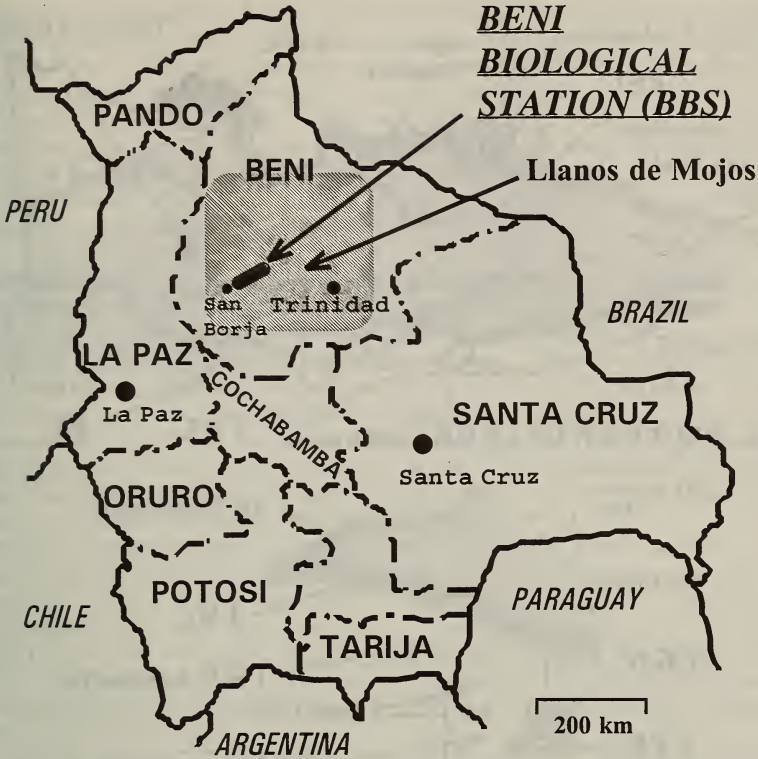 BENI
BIOLOGICAL
STATION (BBS)
PANDO
BENI
Llanos de Mojos
PERU
San
Borja
Trinidad
BRAZIL
LA PAZ
La Paz
COCHABAMBA
SANTA CRUZ
Santa Cruz
ORURO
POTOSI
CHILE
PARAGUAY
TARIJA
200 km
ARGENTINA